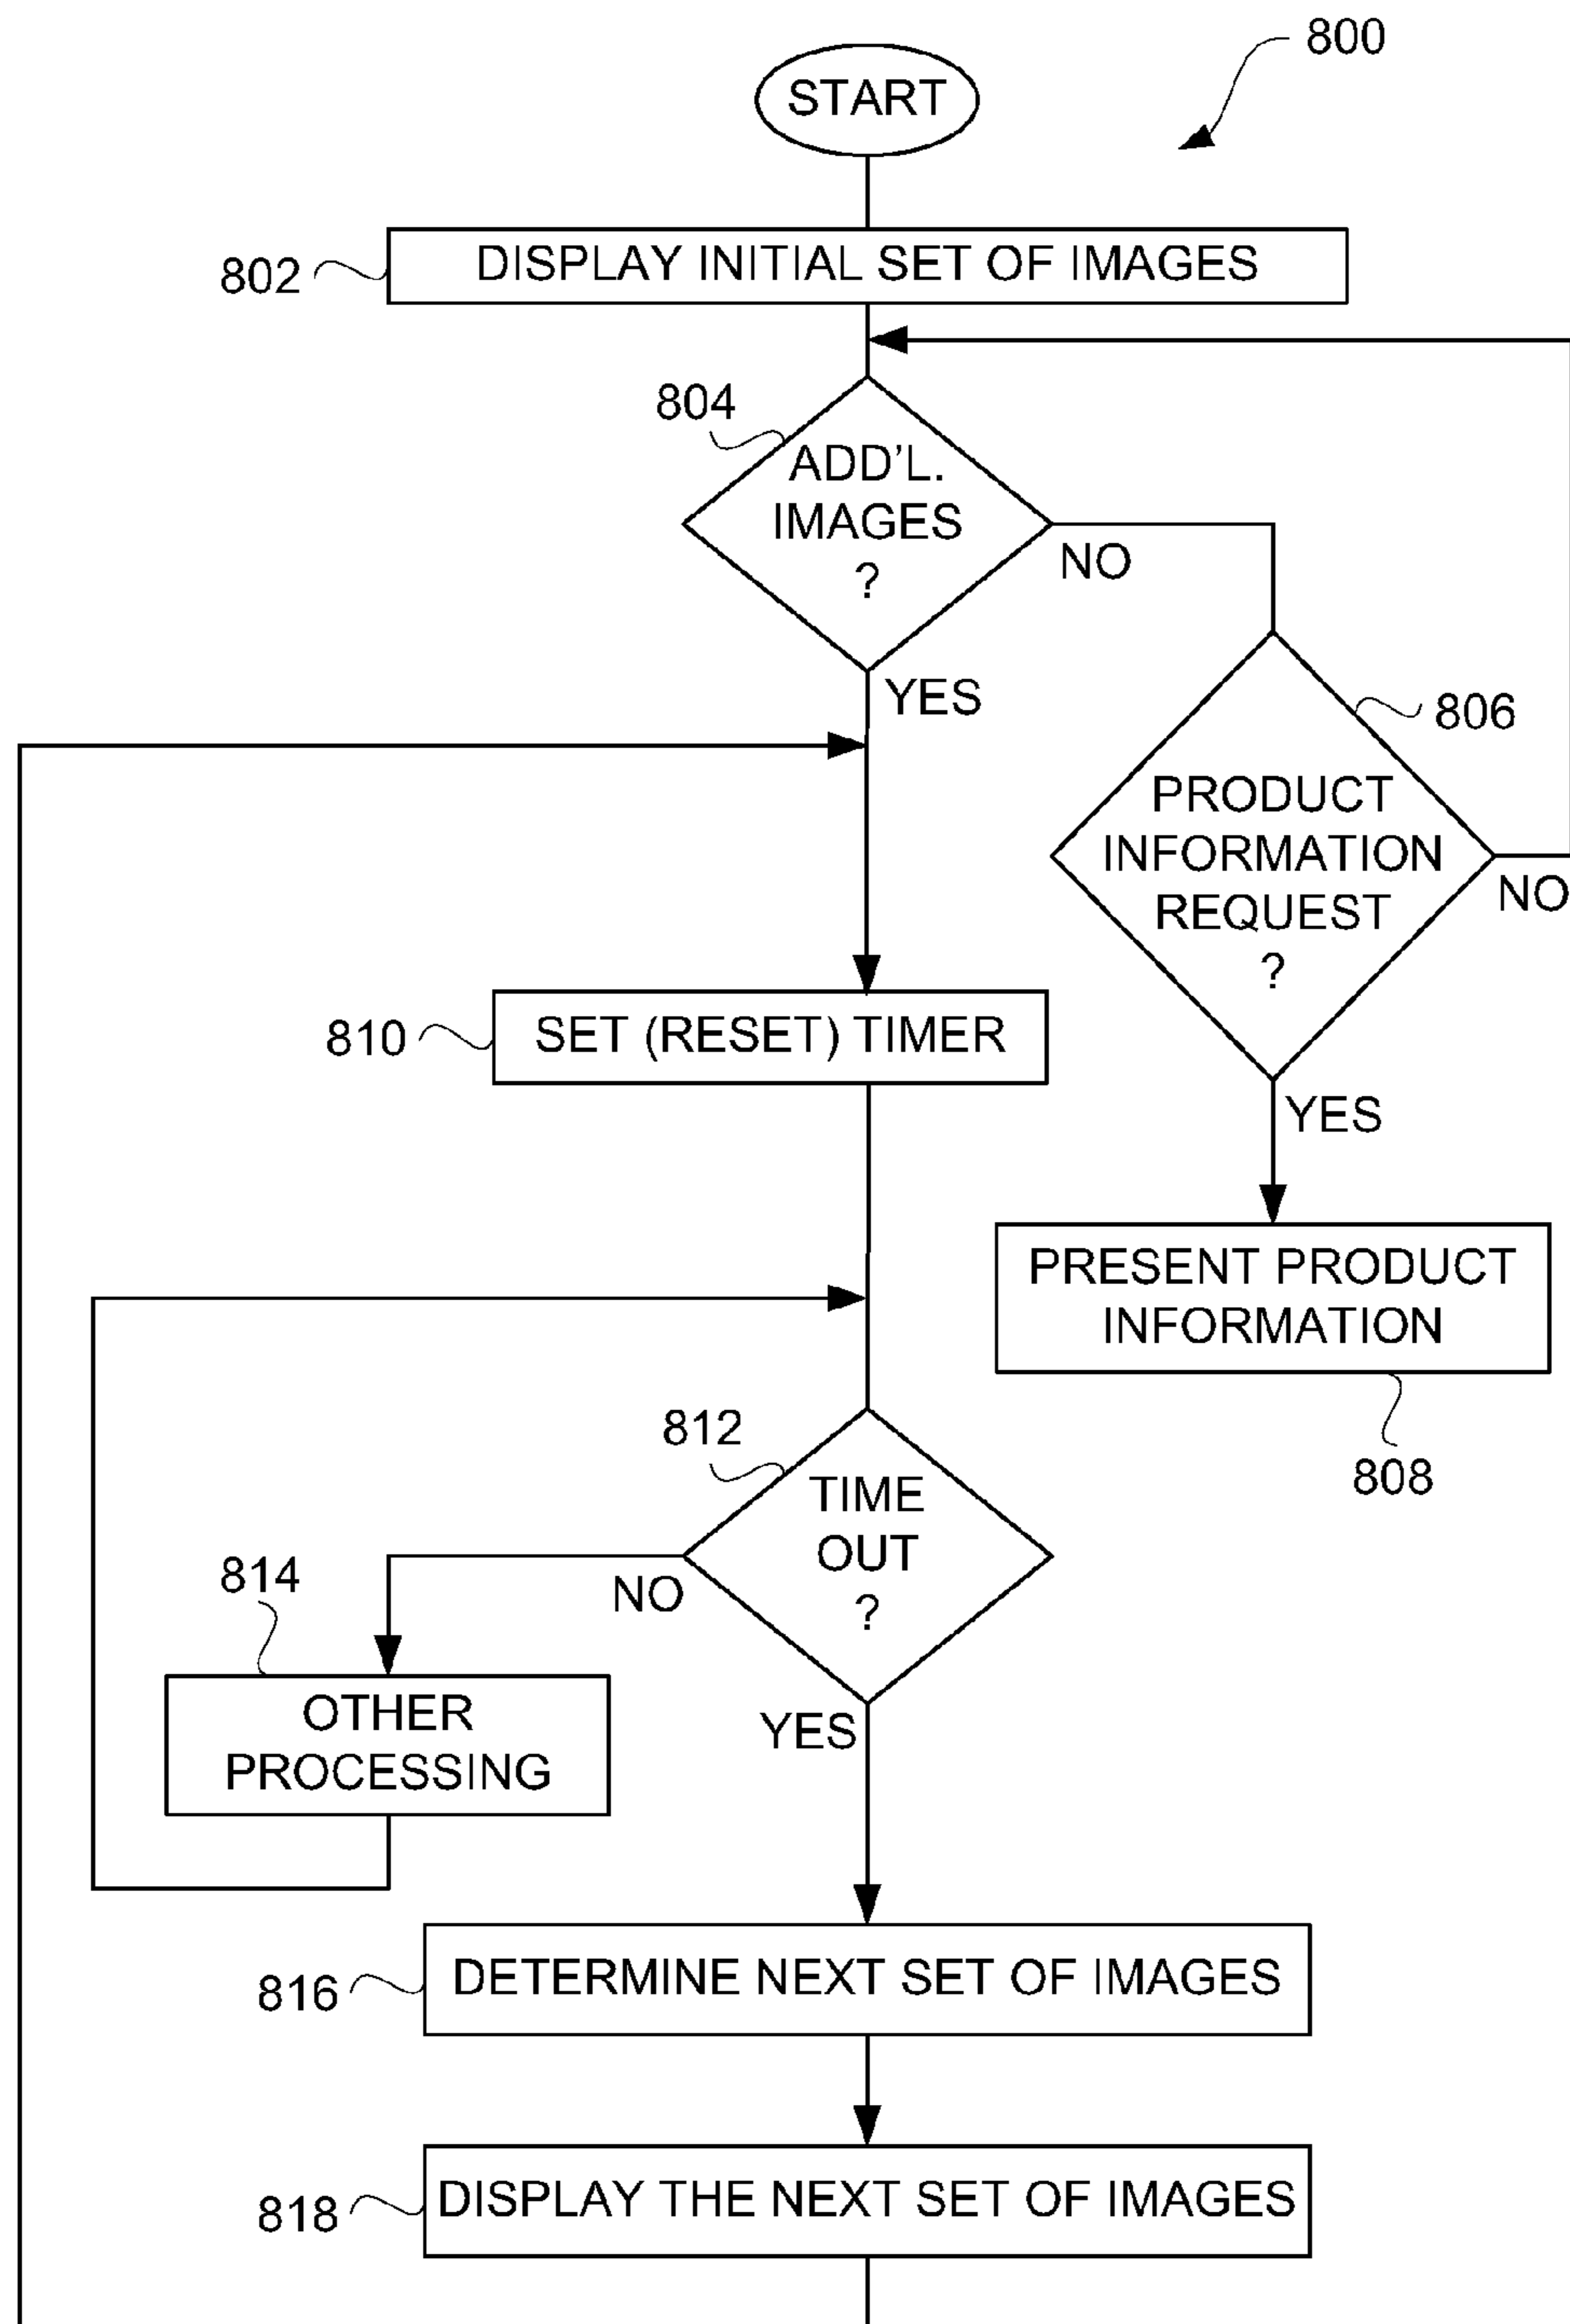 800
START
802
DISPLAY INITIAL SET OF IMAGES
804
ADD'L.
IMAGES
?
NO
YES
806
PRODUCT
INFORMATION
REQUEST
?
NO
810
SET (RESET) TIMER
YES
PRESENT PRODUCT
INFORMATION
808
812
TIME
OUT
?
NO
814
OTHER
PROCESSING
YES
816
DETERMINE NEXT SET OF IMAGES
818
DISPLAY THE NEXT SET OF IMAGES